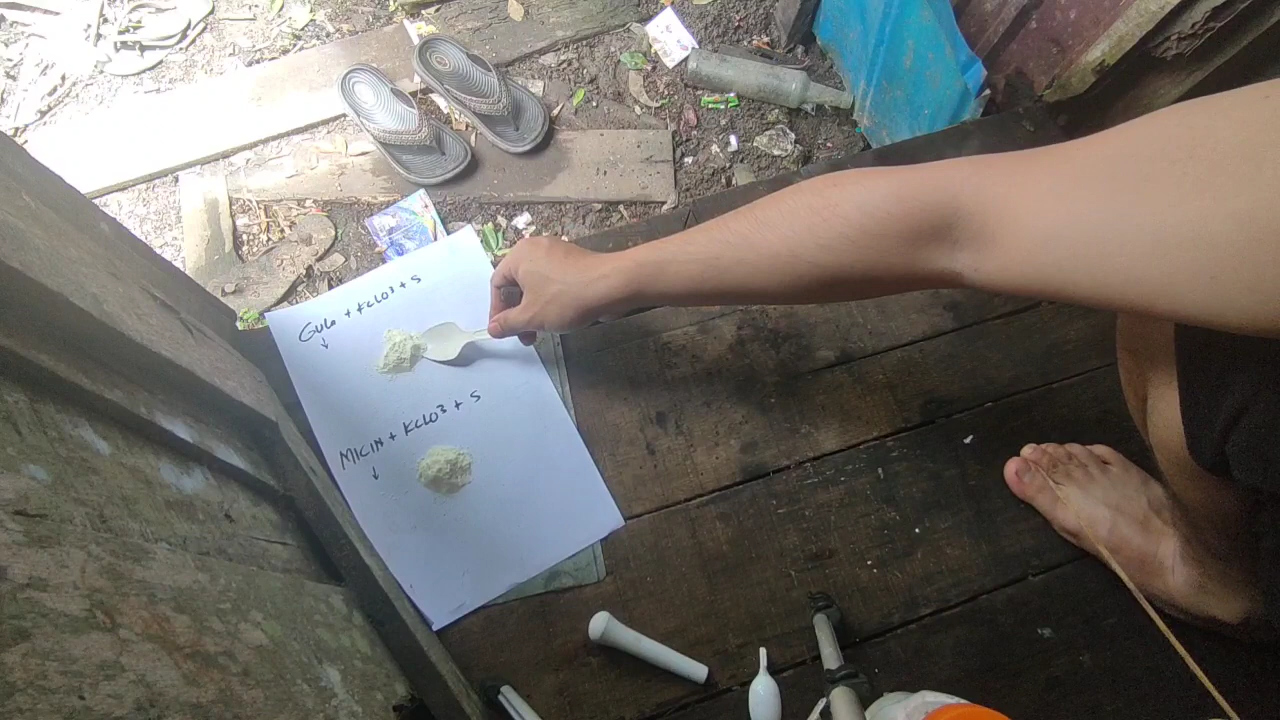 GULA + KCLO³ + S
↓
MICIN + KCLO³ + S
↓